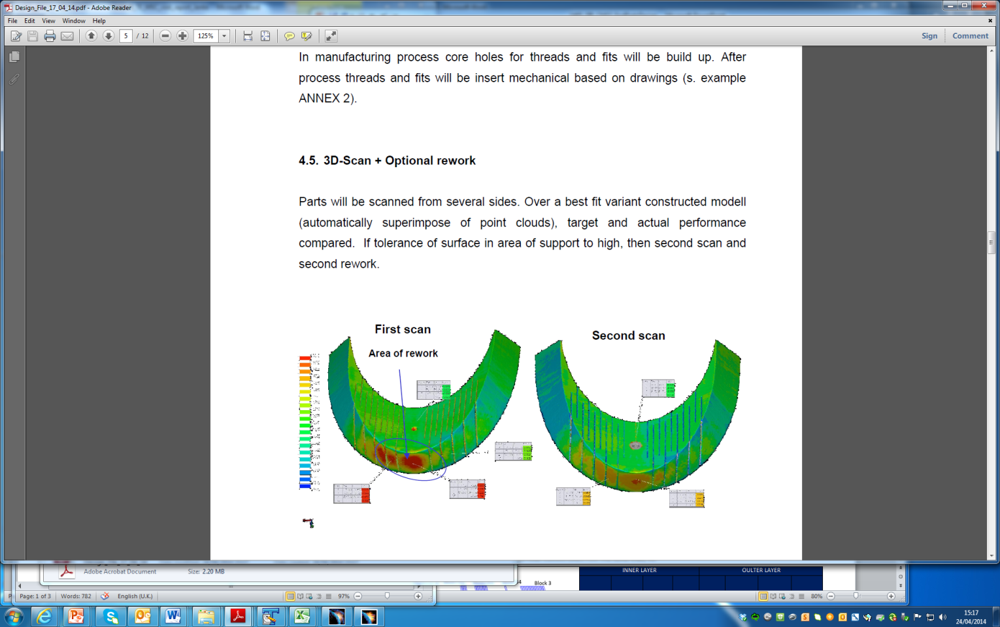 Design_File_17_04_14.pdf - Adobe Reader
File Edit View Window Help
5 / 12
125%
Sign Comment
In manufacturing process core holes for threads and fits will be build up. After
process threads and fits will be insert mechanical based on drawings (s. example
ANNEX 2).
4.5. 3D-Scan + Optional rework
Parts will be scanned from several sides. Over a best fit variant constructed modell
(automatically superimpose of point clouds), target and actual performance
compared. If tolerance of surface in area of support to high, then second scan and
second rework.
First scan
Second scan
Area of rework
Adobe Acrobat Document
Size: 2.20 MB
Block 3
INNER LAYER
OULTER LAYER
Page: 1 of 3
Words: 782
English (U.K.)
97%
80%
15:17
24/04/2014